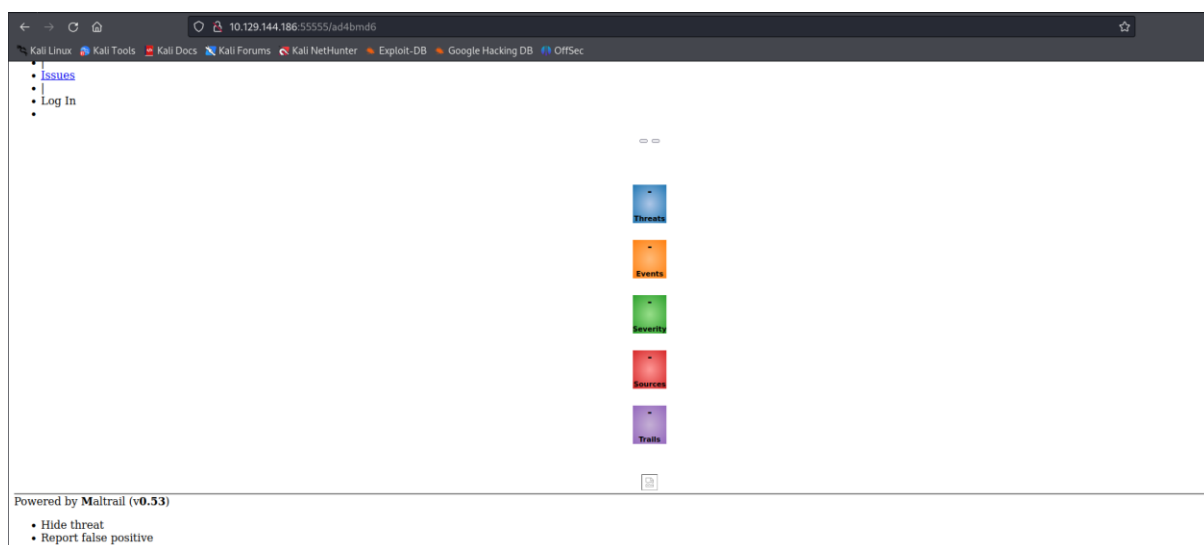 10.129.144.186:55555/ad4bmd6
Kali Linux Kali Tools Kali Docs Kali Forums Kali NetHunter Exploit-DB Google Hacking DB OffSec
|
Issues
|
Log In
-
Threats
-
Events
-
Severity
-
Sources
-
Trails
Powered by Maltrail (v0.53)
Hide threat
Report false positive